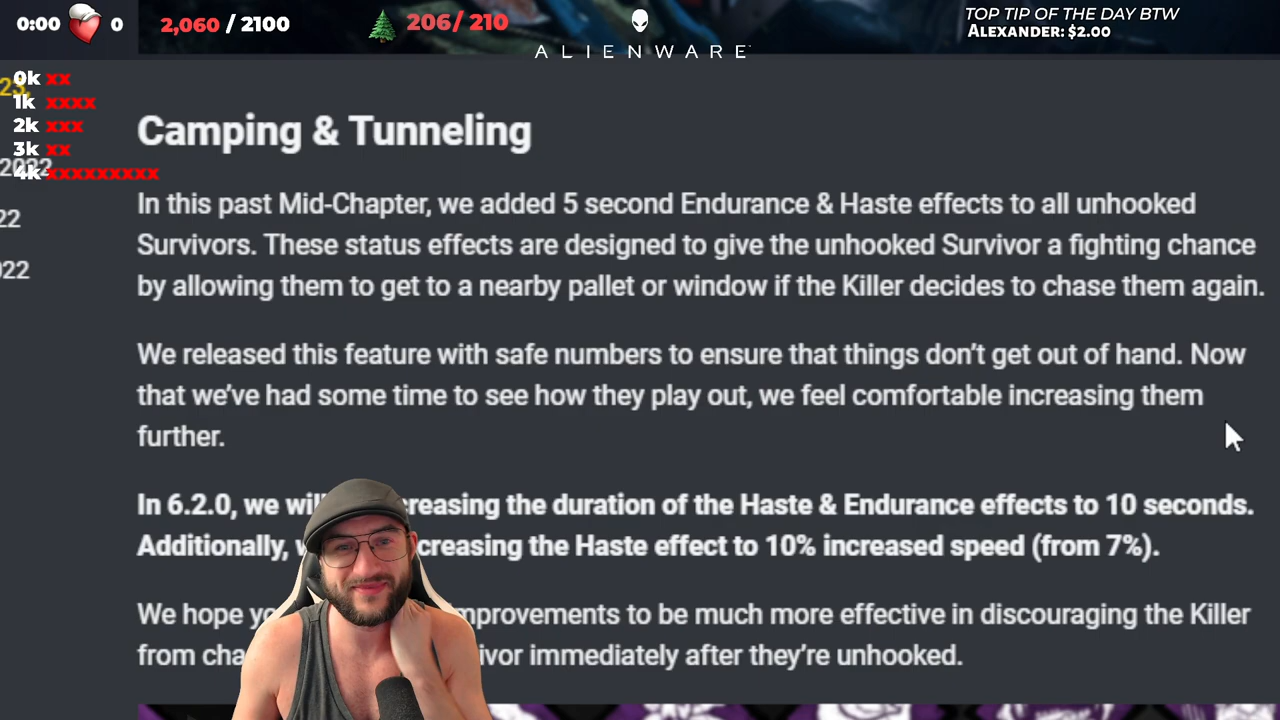 0:00 0
2,060 / 2100
206/ 210
ALIENWARE
TOP TIP OF THE DAY BTW
ALEXANDER: $2.00
23,
0k xx
1k xxxx
2k xxx
3k xx
2022
4k xxxxxxxxx
22
022
Camping & Tunneling
In this past Mid-Chapter, we added 5 second Endurance & Haste effects to all unhooked
Survivors. These status effects are designed to give the unhooked Survivor a fighting chance
by allowing them to get to a nearby pallet or window if the Killer decides to chase them again.
We released this feature with safe numbers to ensure that things don't get out of hand. Now
that we've had some time to see how they play out, we feel comfortable increasing them
further.
In 6.2.0, we creasing the duration of the Haste & Endurance effects to 10 seconds.
Additionally, creasing the Haste effect to 10% increased speed (from 7%).
We hope mprovements to be much more effective in discouraging the Killer
from ivor immediately after they're unhooked.